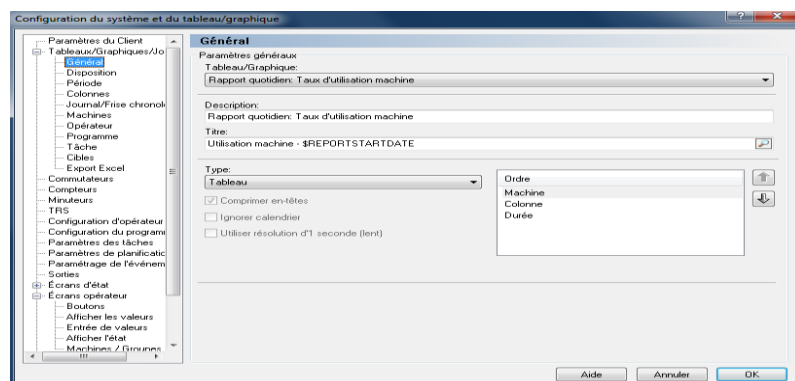 Configuration du système et du tableau/graphique
Paramètres du Client
Tableaux/Graphiques/Jo
Général
Disposition
Période
Colonnes
Journal/Frise chronol
Machines
Opérateur
Programme
Tâche
Cibles
Export Excel
Commutateurs
Compteurs
Minuteurs
TRS
Configuration d'opérateur
Configuration du program
Paramètres des tâches
Paramètres de planificatic
Paramétrage de l'événem
Sorties
Écrans d'état
Écrans opérateur
Boutons
Afficher les valeurs
Entrée de valeurs
Afficher l'état
Machines / Groupes
Général
Paramètres généraux
Tableau/Graphique:
Rapport quotidien: Taux d'utilisation machine
Description:
Rapport quotidien: Taux d'utilisation machine
Titre:
Utilisation machine - $REPORTSTARTDATE
Type:
Tableau
Comprimer en-têtes
Ignorer calendrier
Utiliser résolution d'1 seconde (lent)
Ordre
Machine
Colonne
Durée
Aide
Annuler
OK